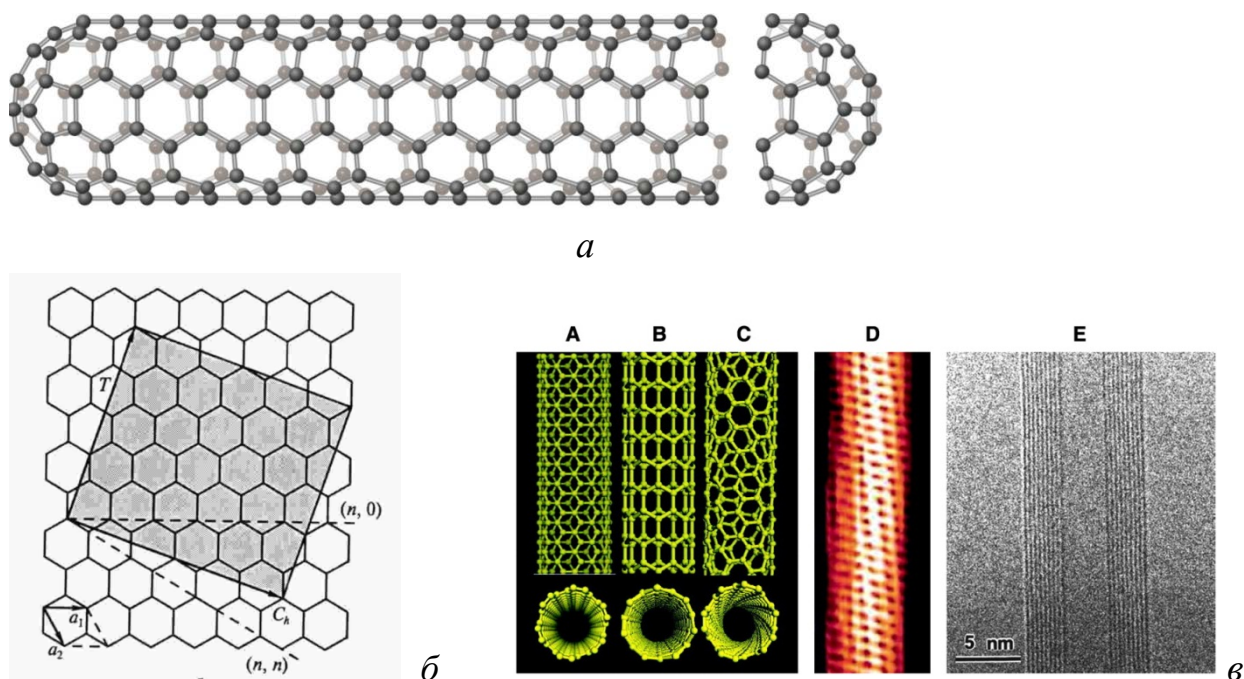 а
T
(n, 0)
a₁
a₂
Cₕ
(n, n)
б
A B C D E
5 nm
в